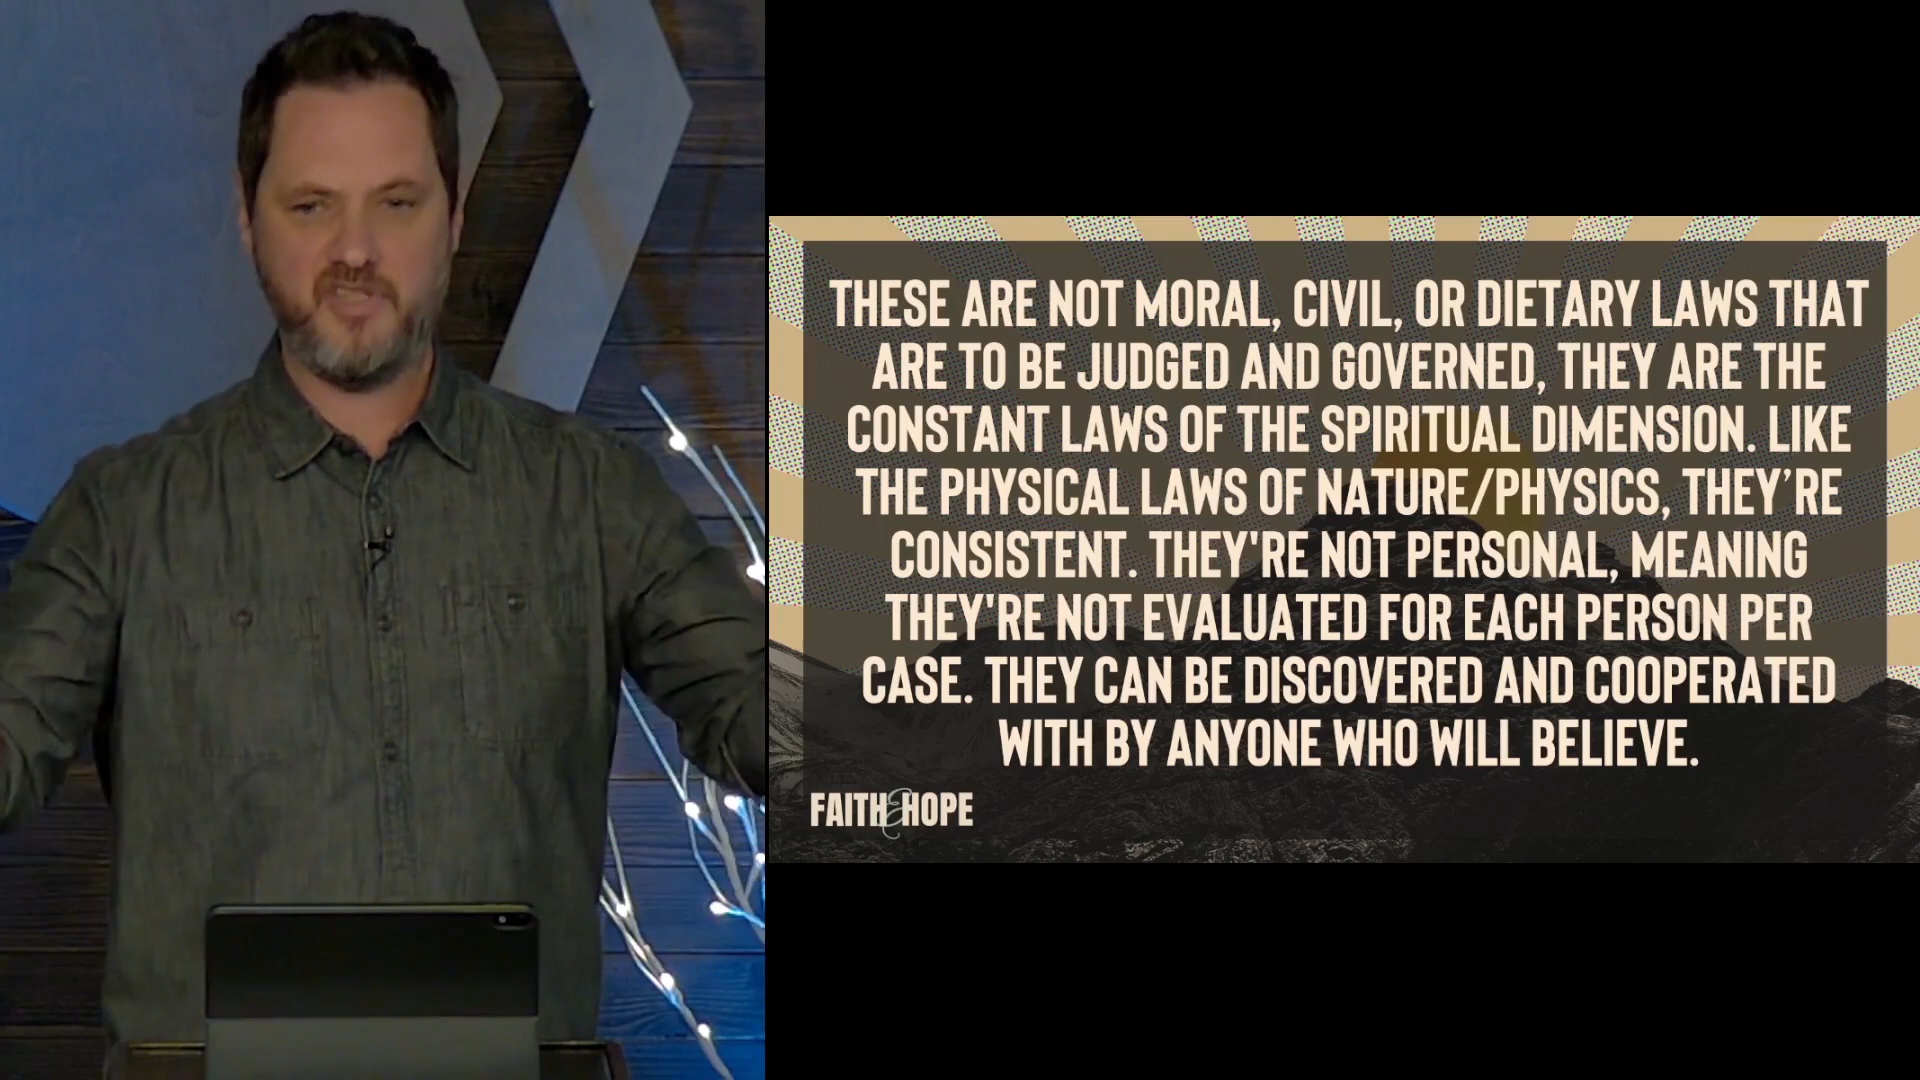 THESE ARE NOT MORAL, CIVIL, OR DIETARY LAWS THAT
ARE TO BE JUDGED AND GOVERNED, THEY ARE THE
CONSTANT LAWS OF THE SPIRITUAL DIMENSION. LIKE
THE PHYSICAL LAWS OF NATURE/PHYSICS, THEY’RE
CONSISTENT. THEY'RE NOT PERSONAL, MEANING
THEY'RE NOT EVALUATED FOR EACH PERSON PER
CASE. THEY CAN BE DISCOVERED AND COOPERATED
WITH BY ANYONE WHO WILL BELIEVE.
FAITH & HOPE